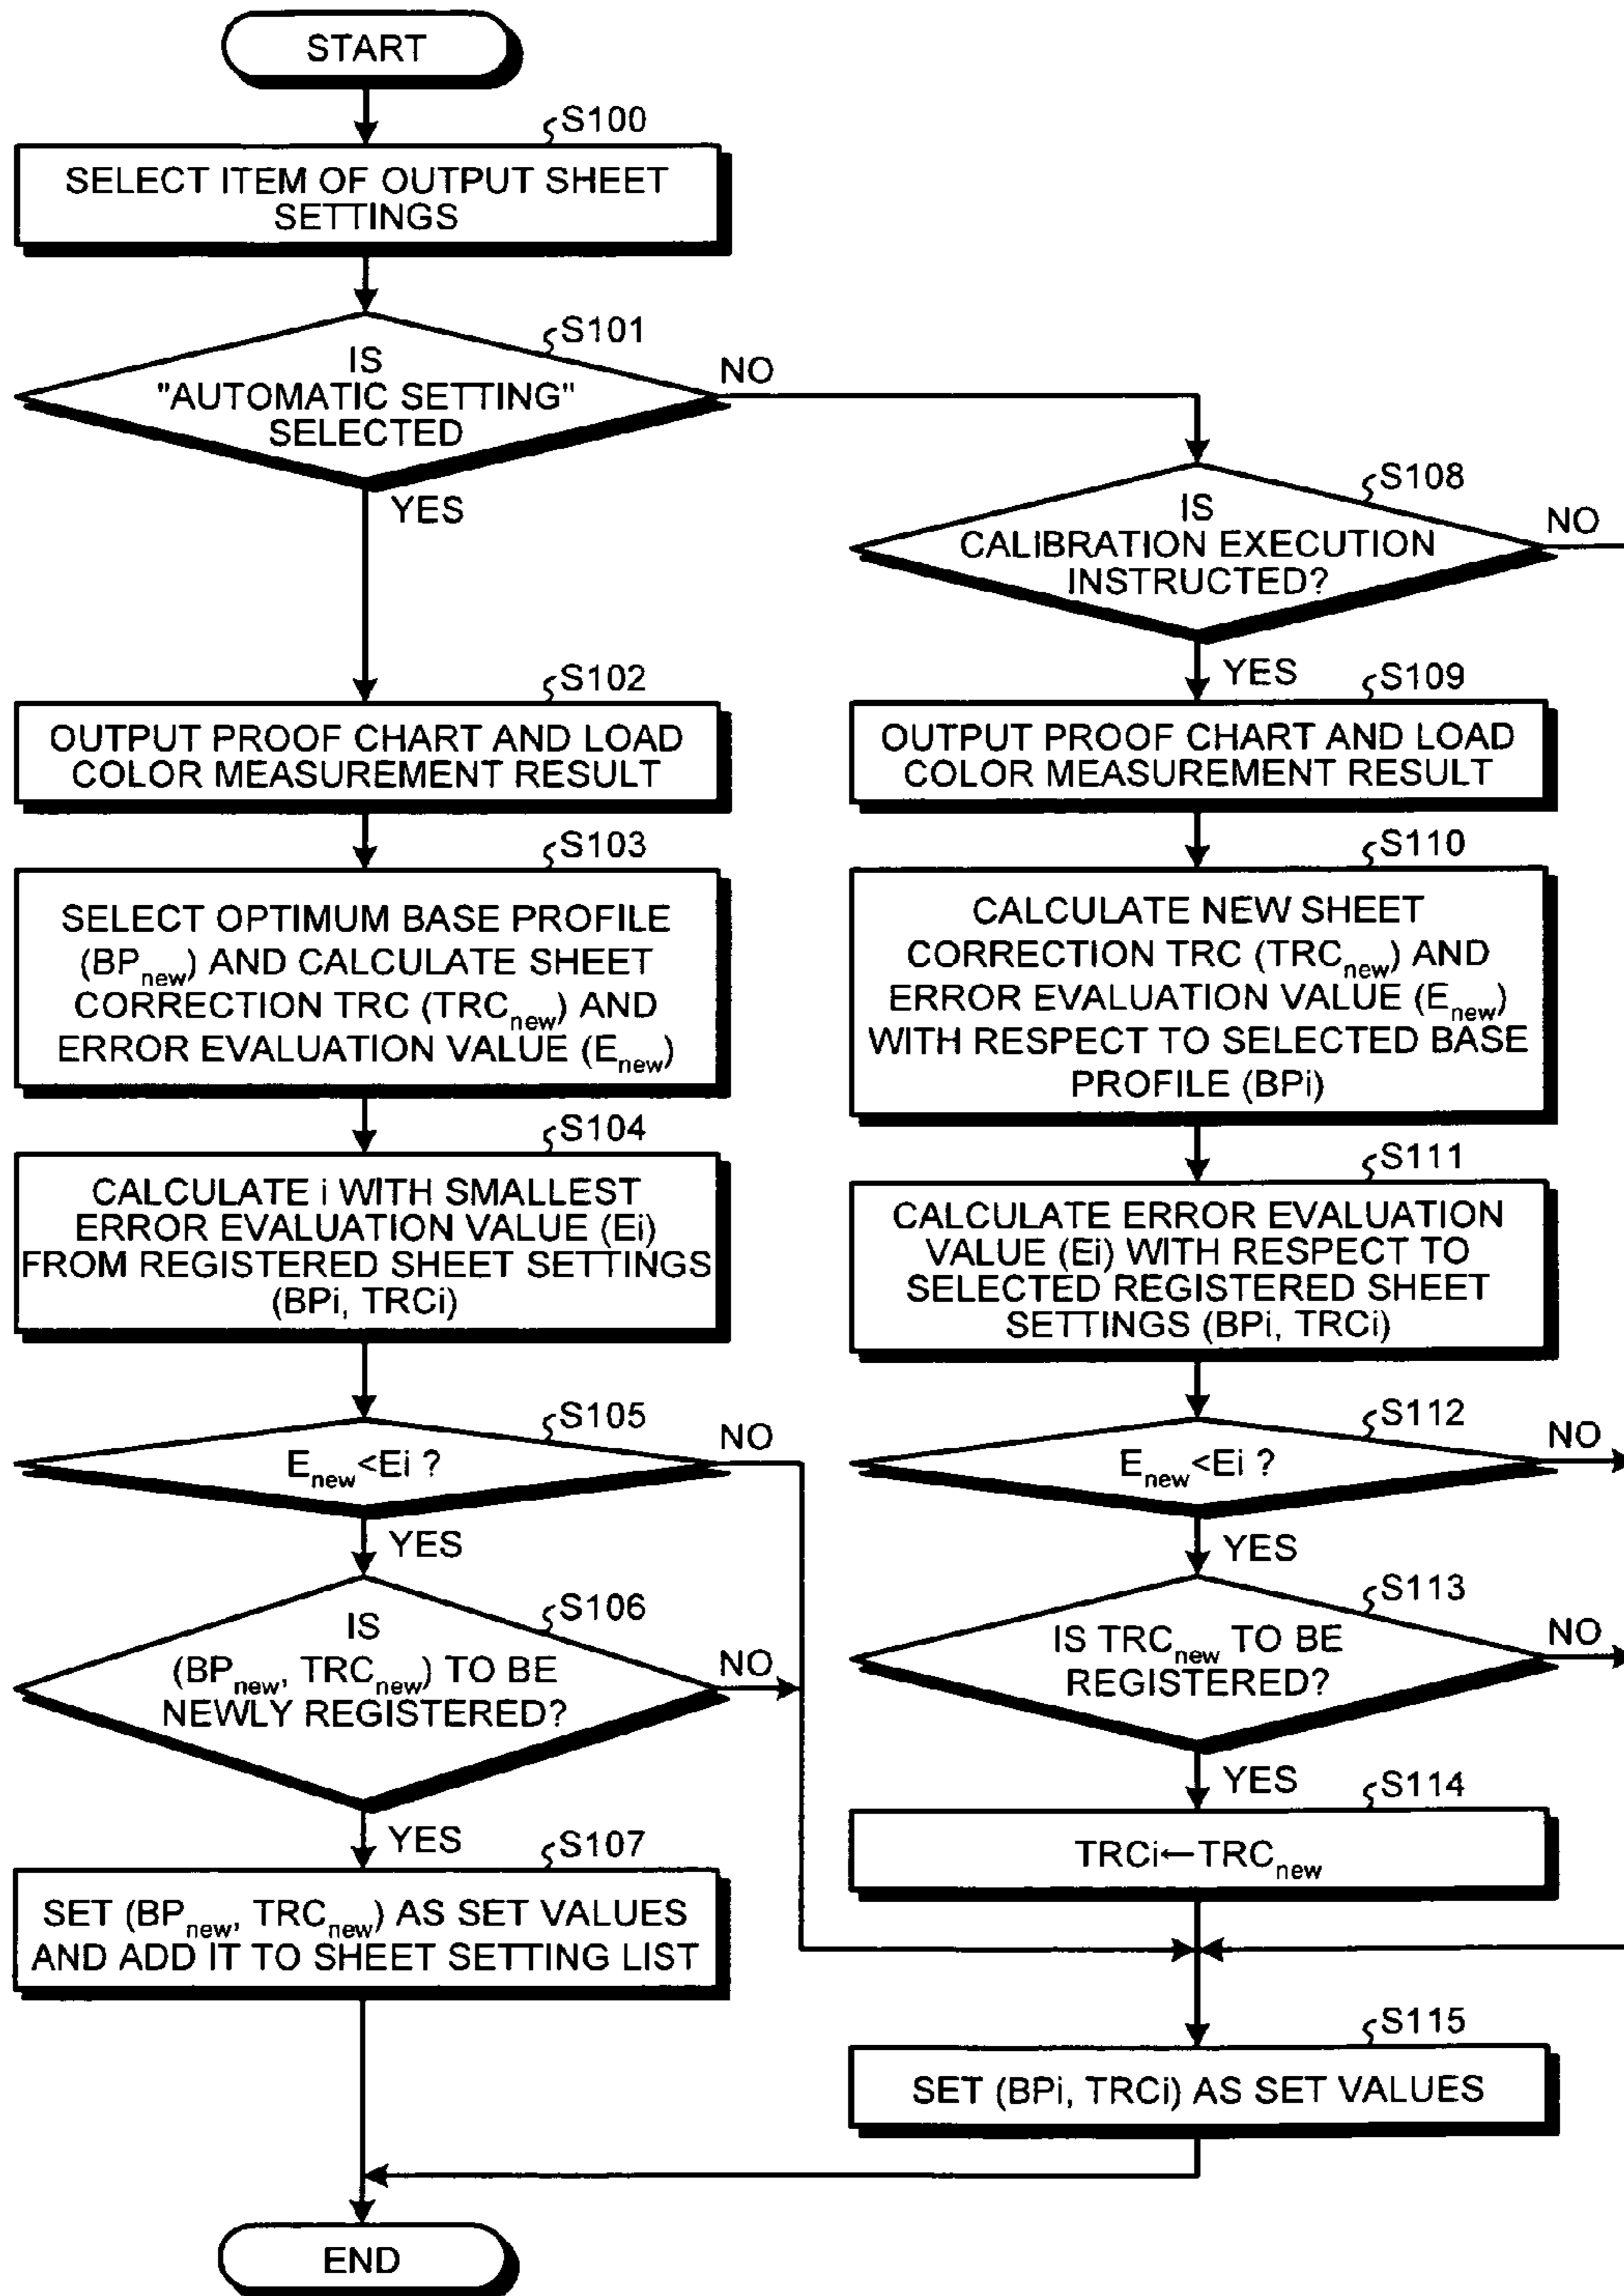 START
S100
SELECT ITEM OF OUTPUT SHEET
SETTINGS
S101
IS
"AUTOMATIC SETTING"
SELECTED
NO
YES
S102
OUTPUT PROOF CHART AND LOAD
COLOR MEASUREMENT RESULT
S103
SELECT OPTIMUM BASE PROFILE
(BPnew) AND CALCULATE SHEET
CORRECTION TRC (TRCnew) AND
ERROR EVALUATION VALUE (Enew)
S104
CALCULATE i WITH SMALLEST
ERROR EVALUATION VALUE (Ei)
FROM REGISTERED SHEET SETTINGS
(BPi, TRCi)
S105
Enew<Ei ?
NO
YES
S106
IS
(BPnew, TRCnew) TO BE
NEWLY REGISTERED?
NO
YES
S107
SET (BPnew, TRCnew) AS SET VALUES
AND ADD IT TO SHEET SETTING LIST
S108
IS
CALIBRATION EXECUTION
INSTRUCTED?
NO
YES
S109
OUTPUT PROOF CHART AND LOAD
COLOR MEASUREMENT RESULT
S110
CALCULATE NEW SHEET
CORRECTION TRC (TRCnew) AND
ERROR EVALUATION VALUE (Enew)
WITH RESPECT TO SELECTED BASE
PROFILE (BPi)
S111
CALCULATE ERROR EVALUATION
VALUE (Ei) WITH RESPECT TO
SELECTED REGISTERED SHEET
SETTINGS (BPi, TRCi)
S112
Enew<Ei ?
NO
YES
S113
IS TRCnew TO BE
REGISTERED?
NO
YES
S114
TRCi←TRCnew
S115
SET (BPi, TRCi) AS SET VALUES
END